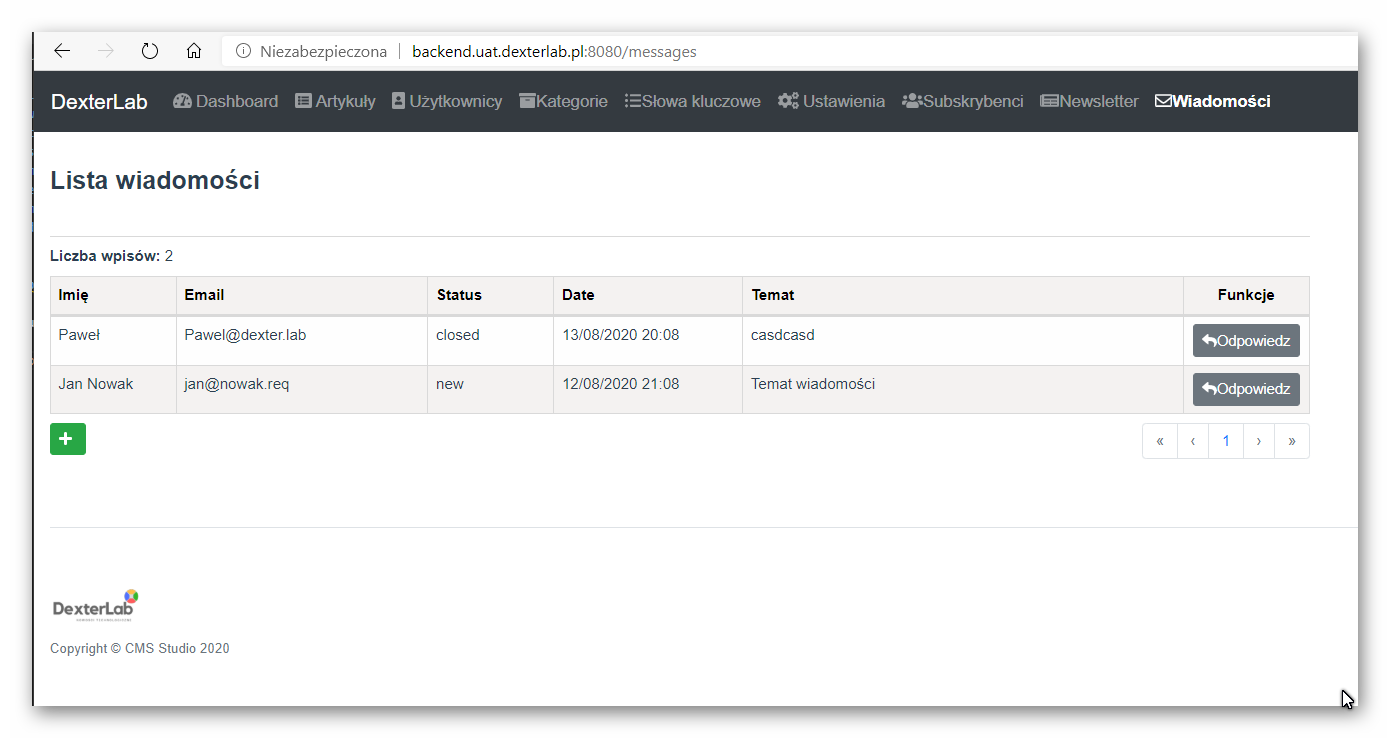 Niezabezpieczona | backend.uat.dexterlab.pl:8080/messages
DexterLab Dashboard Artykuły Użytkownicy Kategorie Słowa kluczowe Ustawienia Subskrybenci Newsletter Wiadomości
Lista wiadomości
Liczba wpisów: 2
Imię Email Status Date Temat Funkcje
Paweł Pawel@dexter.lab closed 13/08/2020 20:08 casdcasd Odpowiedz
Jan Nowak jan@nowak.req new 12/08/2020 21:08 Temat wiadomości Odpowiedz
+ « ‹ 1 › »
DexterLab
Copyright © CMS Studio 2020